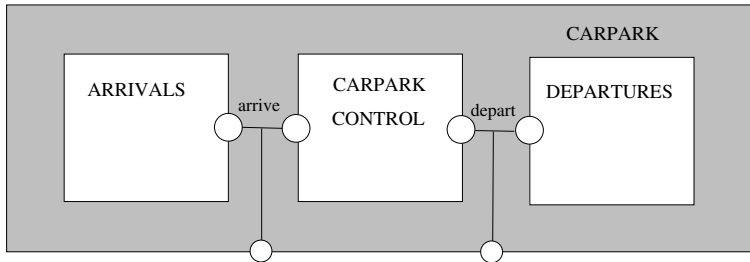 CARPARK
ARRIVALS
arrive
CARPARK
CONTROL
depart
DEPARTURES